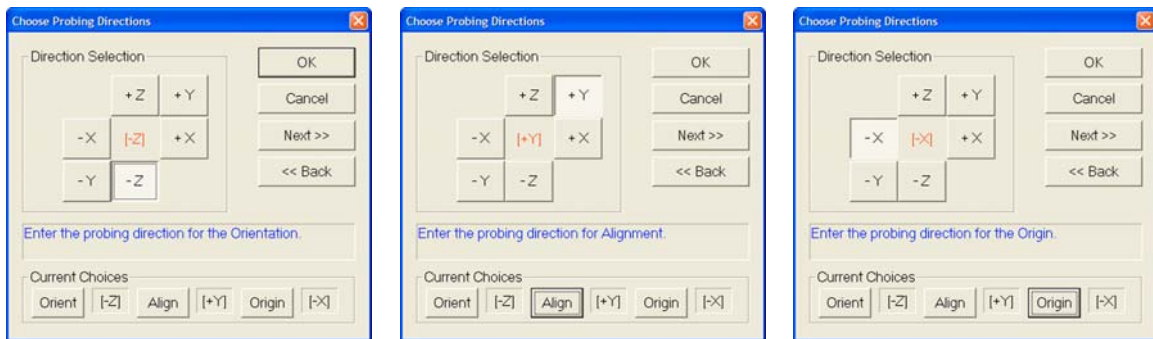 Choose Probing Directions
Direction Selection
+Z +Y
-X [-Z] +X
-Y -Z
OK
Cancel
Next >>
<< Back
Enter the probing direction for the Orientation.
Current Choices
Orient [-Z] Align [+Y] Origin [-X]
Choose Probing Directions
Direction Selection
+Z +Y
-X [+Y] +X
-Y -Z
OK
Cancel
Next >>
<< Back
Enter the probing direction for Alignment.
Current Choices
Orient [-Z] Align [+Y] Origin [-X]
Choose Probing Directions
Direction Selection
+Z +Y
-X [-X] +X
-Y -Z
OK
Cancel
Next >>
<< Back
Enter the probing direction for the Origin.
Current Choices
Orient [-Z] Align [+Y] Origin [-X]